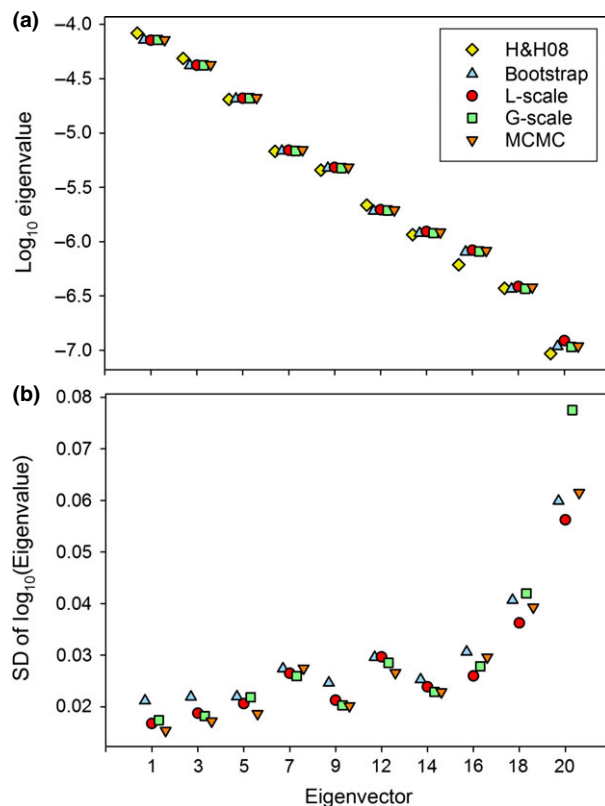 (a)
−4.0
−4.5
−5.0
−5.5
−6.0
−6.5
−7.0
Log10 eigenvalue
H&H08
Bootstrap
L-scale
G-scale
MCMC
(b)
0.08
0.07
0.06
0.05
0.04
0.03
0.02
SD of log10(Eigenvalue)
1 3 5 7 9 12 14 16 18 20
Eigenvector